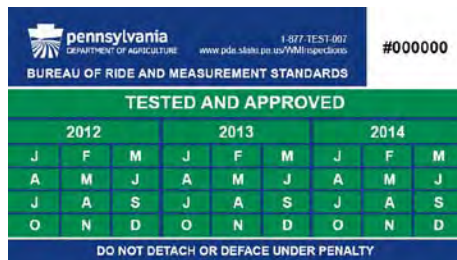 pennsylvania
DEPARTMENT OF AGRICULTURE
1-877-TEST-007
www.pda.state.pa.us/WMInspections
#000000
BUREAU OF RIDE AND MEASUREMENT STANDARDS
TESTED AND APPROVED
2012 2013 2014
J F M J F M J F M
A M J A M J A M J
J A S J A S J A S
O N D O N D O N D
DO NOT DETACH OR DEFACE UNDER PENALTY